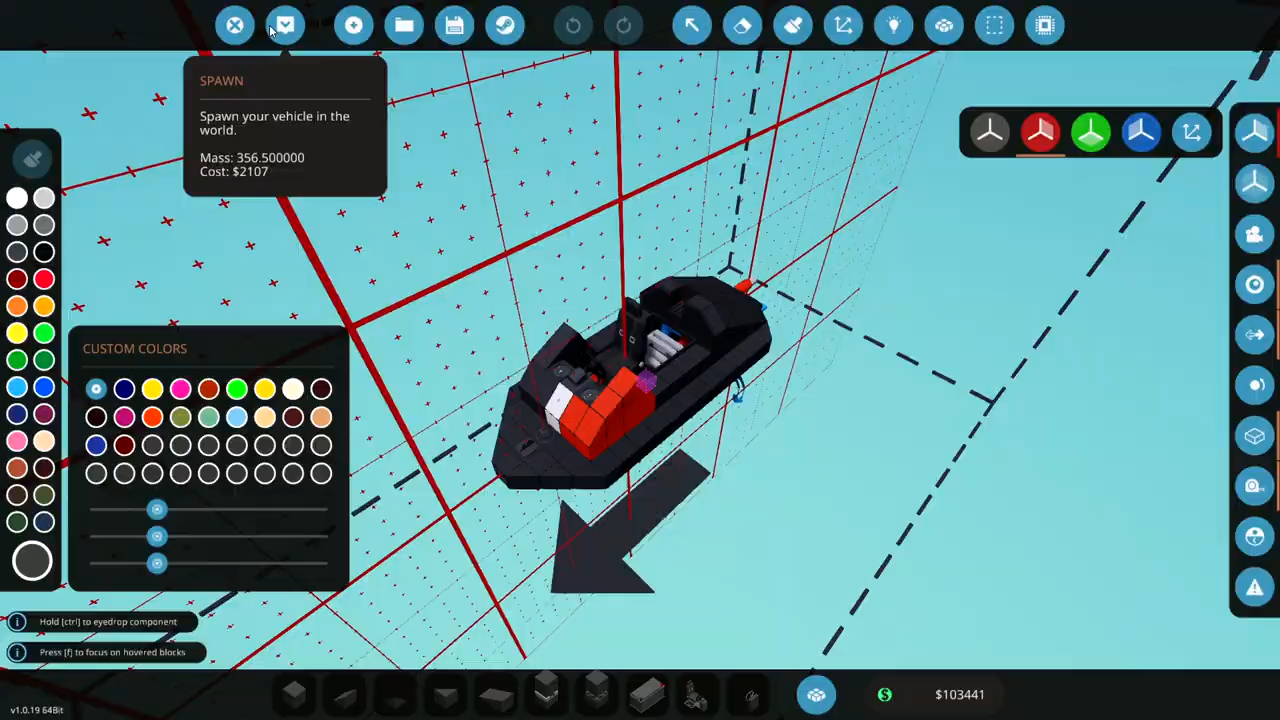 SPAWN
Spawn your vehicle in the
world.
Mass: 356.500000
Cost: $2107
CUSTOM COLORS
Hold [ctrl] to eyedrop component
Press [f] to focus on hovered blocks
v1.0.19 64Bit
$
$103441